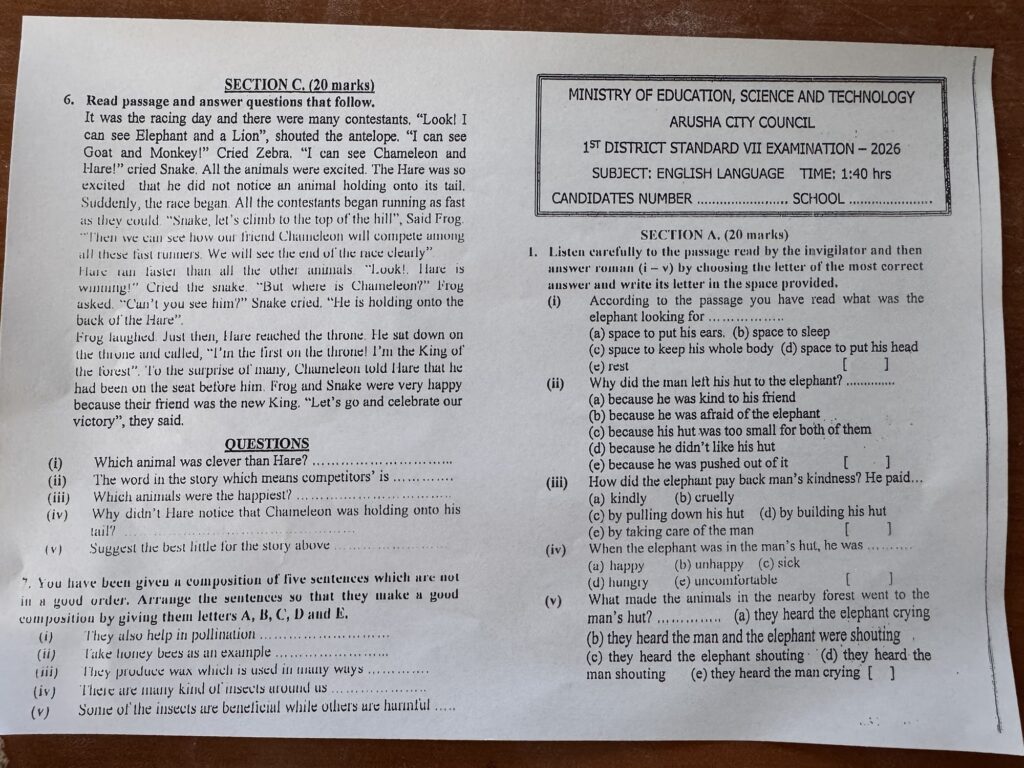 SECTION C. (20 marks)
6. Read passage and answer questions that follow.
It was the racing day and there were many contestants. “Look! I
can see Elephant and a Lion”, shouted the antelope. “I can see
Goat and Monkey!” Cried Zebra. “I can see Chameleon and
Hare!” cried Snake. All the animals were excited. The Hare was so
excited that he did not notice an animal holding onto its tail.
Suddenly, the race began. All the contestants began running as fast
as they could. “Snake, let’s climb to the top of the hill”, Said Frog.
“Then we can see how our friend Chameleon will compete among
all these fast runners. We will see the end of the race clearly”
Hare ran faster than all the other animals. “Look!. Hare is
winning!” Cried the snake. “But where is Chameleon?” Frog
asked. “Can’t you see him?” Snake cried. “He is holding onto the
back of the Hare”.
Frog laughed. Just then, Hare reached the throne. He sat down on
the throne and called, “I’m the first on the throne! I’m the King of
the forest”. To the surprise of many, Chameleon told Hare that he
had been on the seat before him. Frog and Snake were very happy
because their friend was the new King. “Let’s go and celebrate our
victory”, they said.
QUESTIONS
(i) Which animal was clever than Hare? ..............................
(ii) The word in the story which means competitors’ is .............
(iii) Which animals were the happiest? ..............................
(iv) Why didn’t Hare notice that Chameleon was holding onto his
tail? ..............................
(v) Suggest the best little for the story above ......................
7. You have been given a composition of five sentences which are not
in a good order. Arrange the sentences so that they make a good
composition by giving them letters A, B, C, D and E.
(i) They also help in pollination ..........................
(ii) Take honey bees as an example ......................
(iii) They produce wax which is used in many ways .................
(iv) There are many kind of insects around us ..................
(v) Some of the insects are beneficial while others are harmful .....
MINISTRY OF EDUCATION, SCIENCE AND TECHNOLOGY
ARUSHA CITY COUNCIL
1ST DISTRICT STANDARD VII EXAMINATION – 2026
SUBJECT: ENGLISH LANGUAGE TIME: 1:40 hrs
CANDIDATES NUMBER ...................... SCHOOL ....................
SECTION A. (20 marks)
1. Listen carefully to the passage read by the invigilator and then
answer roman (i – v) by choosing the letter of the most correct
answer and write its letter in the space provided.
(i) According to the passage you have read what was the
elephant looking for ................
(a) space to put his ears. (b) space to sleep
(c) space to keep his whole body (d) space to put his head
(e) rest [ ]
(ii) Why did the man left his hut to the elephant? .............
(a) because he was kind to his friend
(b) because he was afraid of the elephant
(c) because his hut was too small for both of them
(d) because he didn’t like his hut
(e) because he was pushed out of it [ ]
(iii) How did the elephant pay back man’s kindness? He paid...
(a) kindly (b) cruelly
(c) by pulling down his hut (d) by building his hut
(e) by taking care of the man [ ]
(iv) When the elephant was in the man’s hut, he was ..........
(a) happy (b) unhappy (c) sick
(d) hungry (e) uncomfortable [ ]
(v) What made the animals in the nearby forest went to the
man’s hut? ............. (a) they heard the elephant crying
(b) they heard the man and the elephant were shouting
(c) they heard the elephant shouting (d) they heard the
man shouting (e) they heard the man crying [ ]